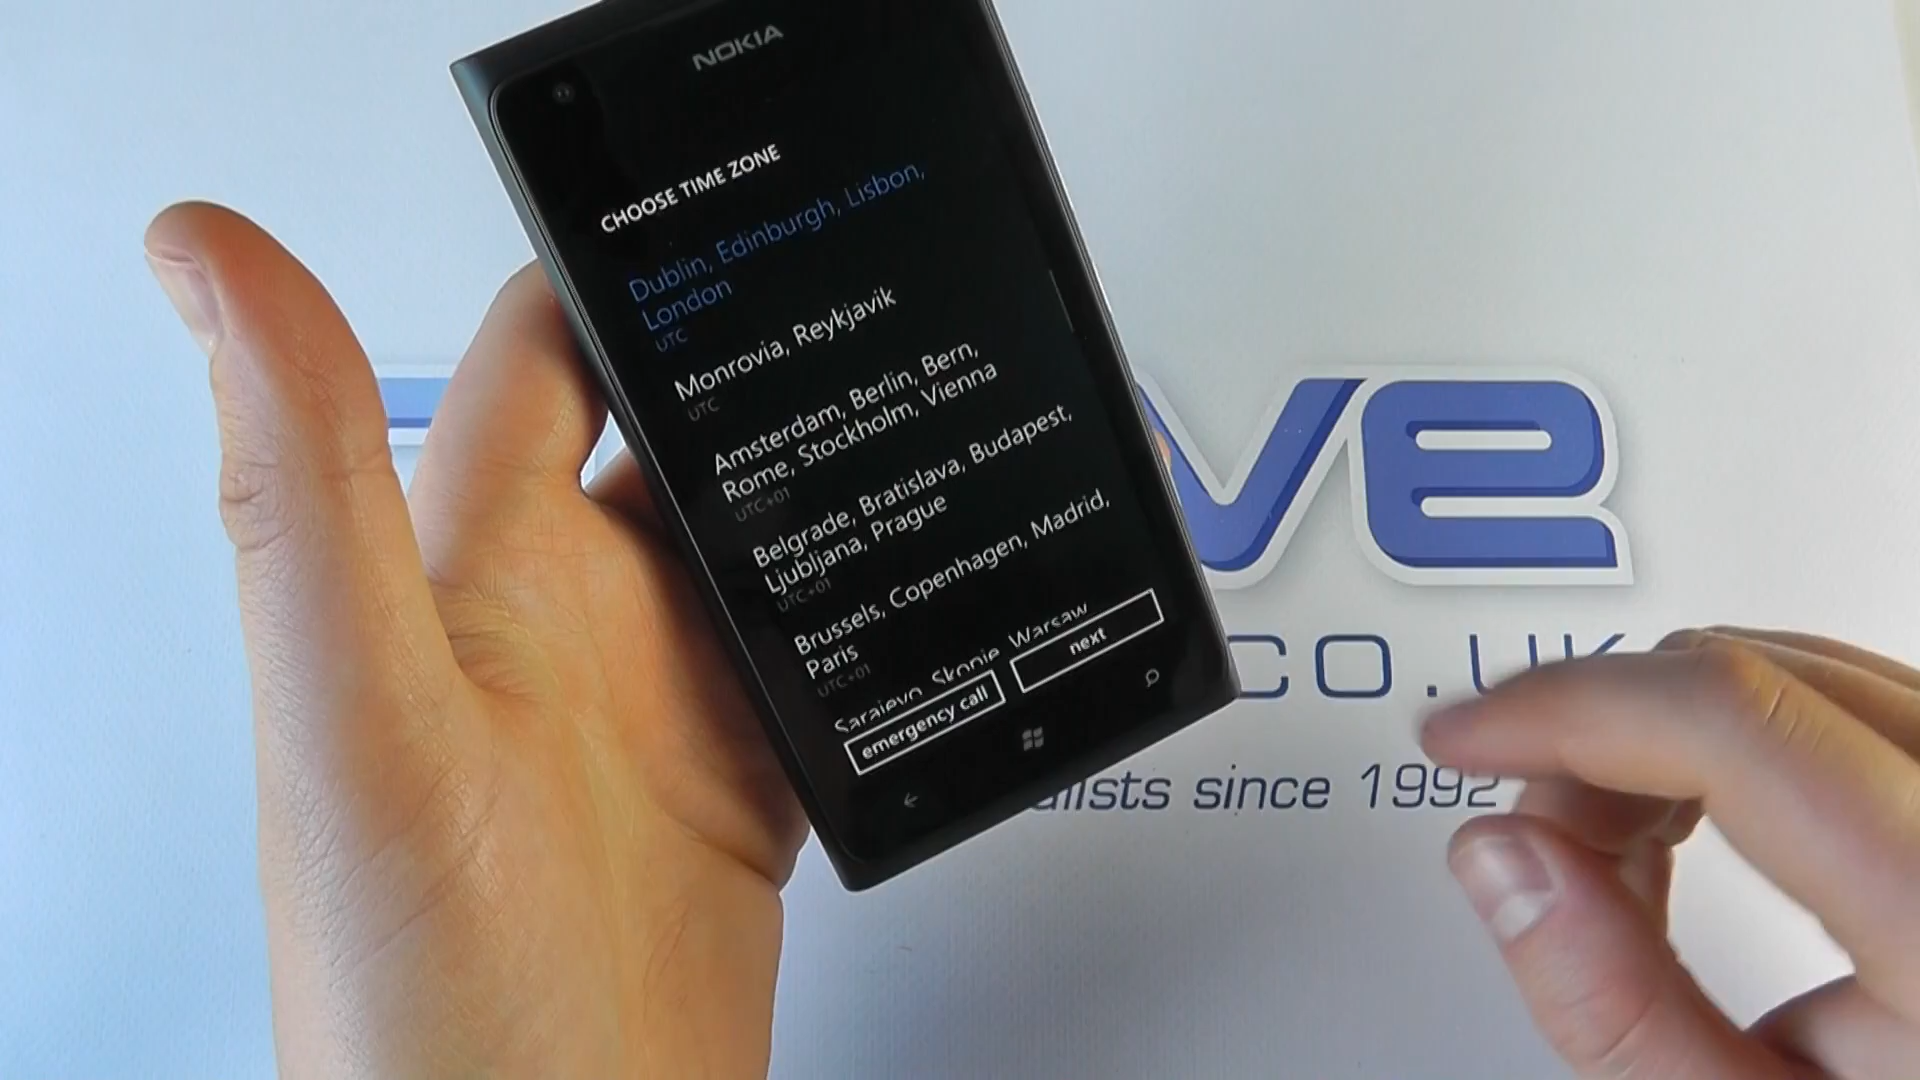 NOKIA
CHOOSE TIME ZONE
Dublin, Edinburgh, Lisbon,
London
UTC
Monrovia, Reykjavik
UTC
Amsterdam, Berlin, Bern,
Rome, Stockholm, Vienna
UTC+01
Belgrade, Bratislava, Budapest,
Ljubljana, Prague
UTC+01
Brussels, Copenhagen, Madrid,
Paris
UTC+01
Sarajevo, Skopje, Warsaw
emergency call
next
ve
CO.UK
alists since 1992